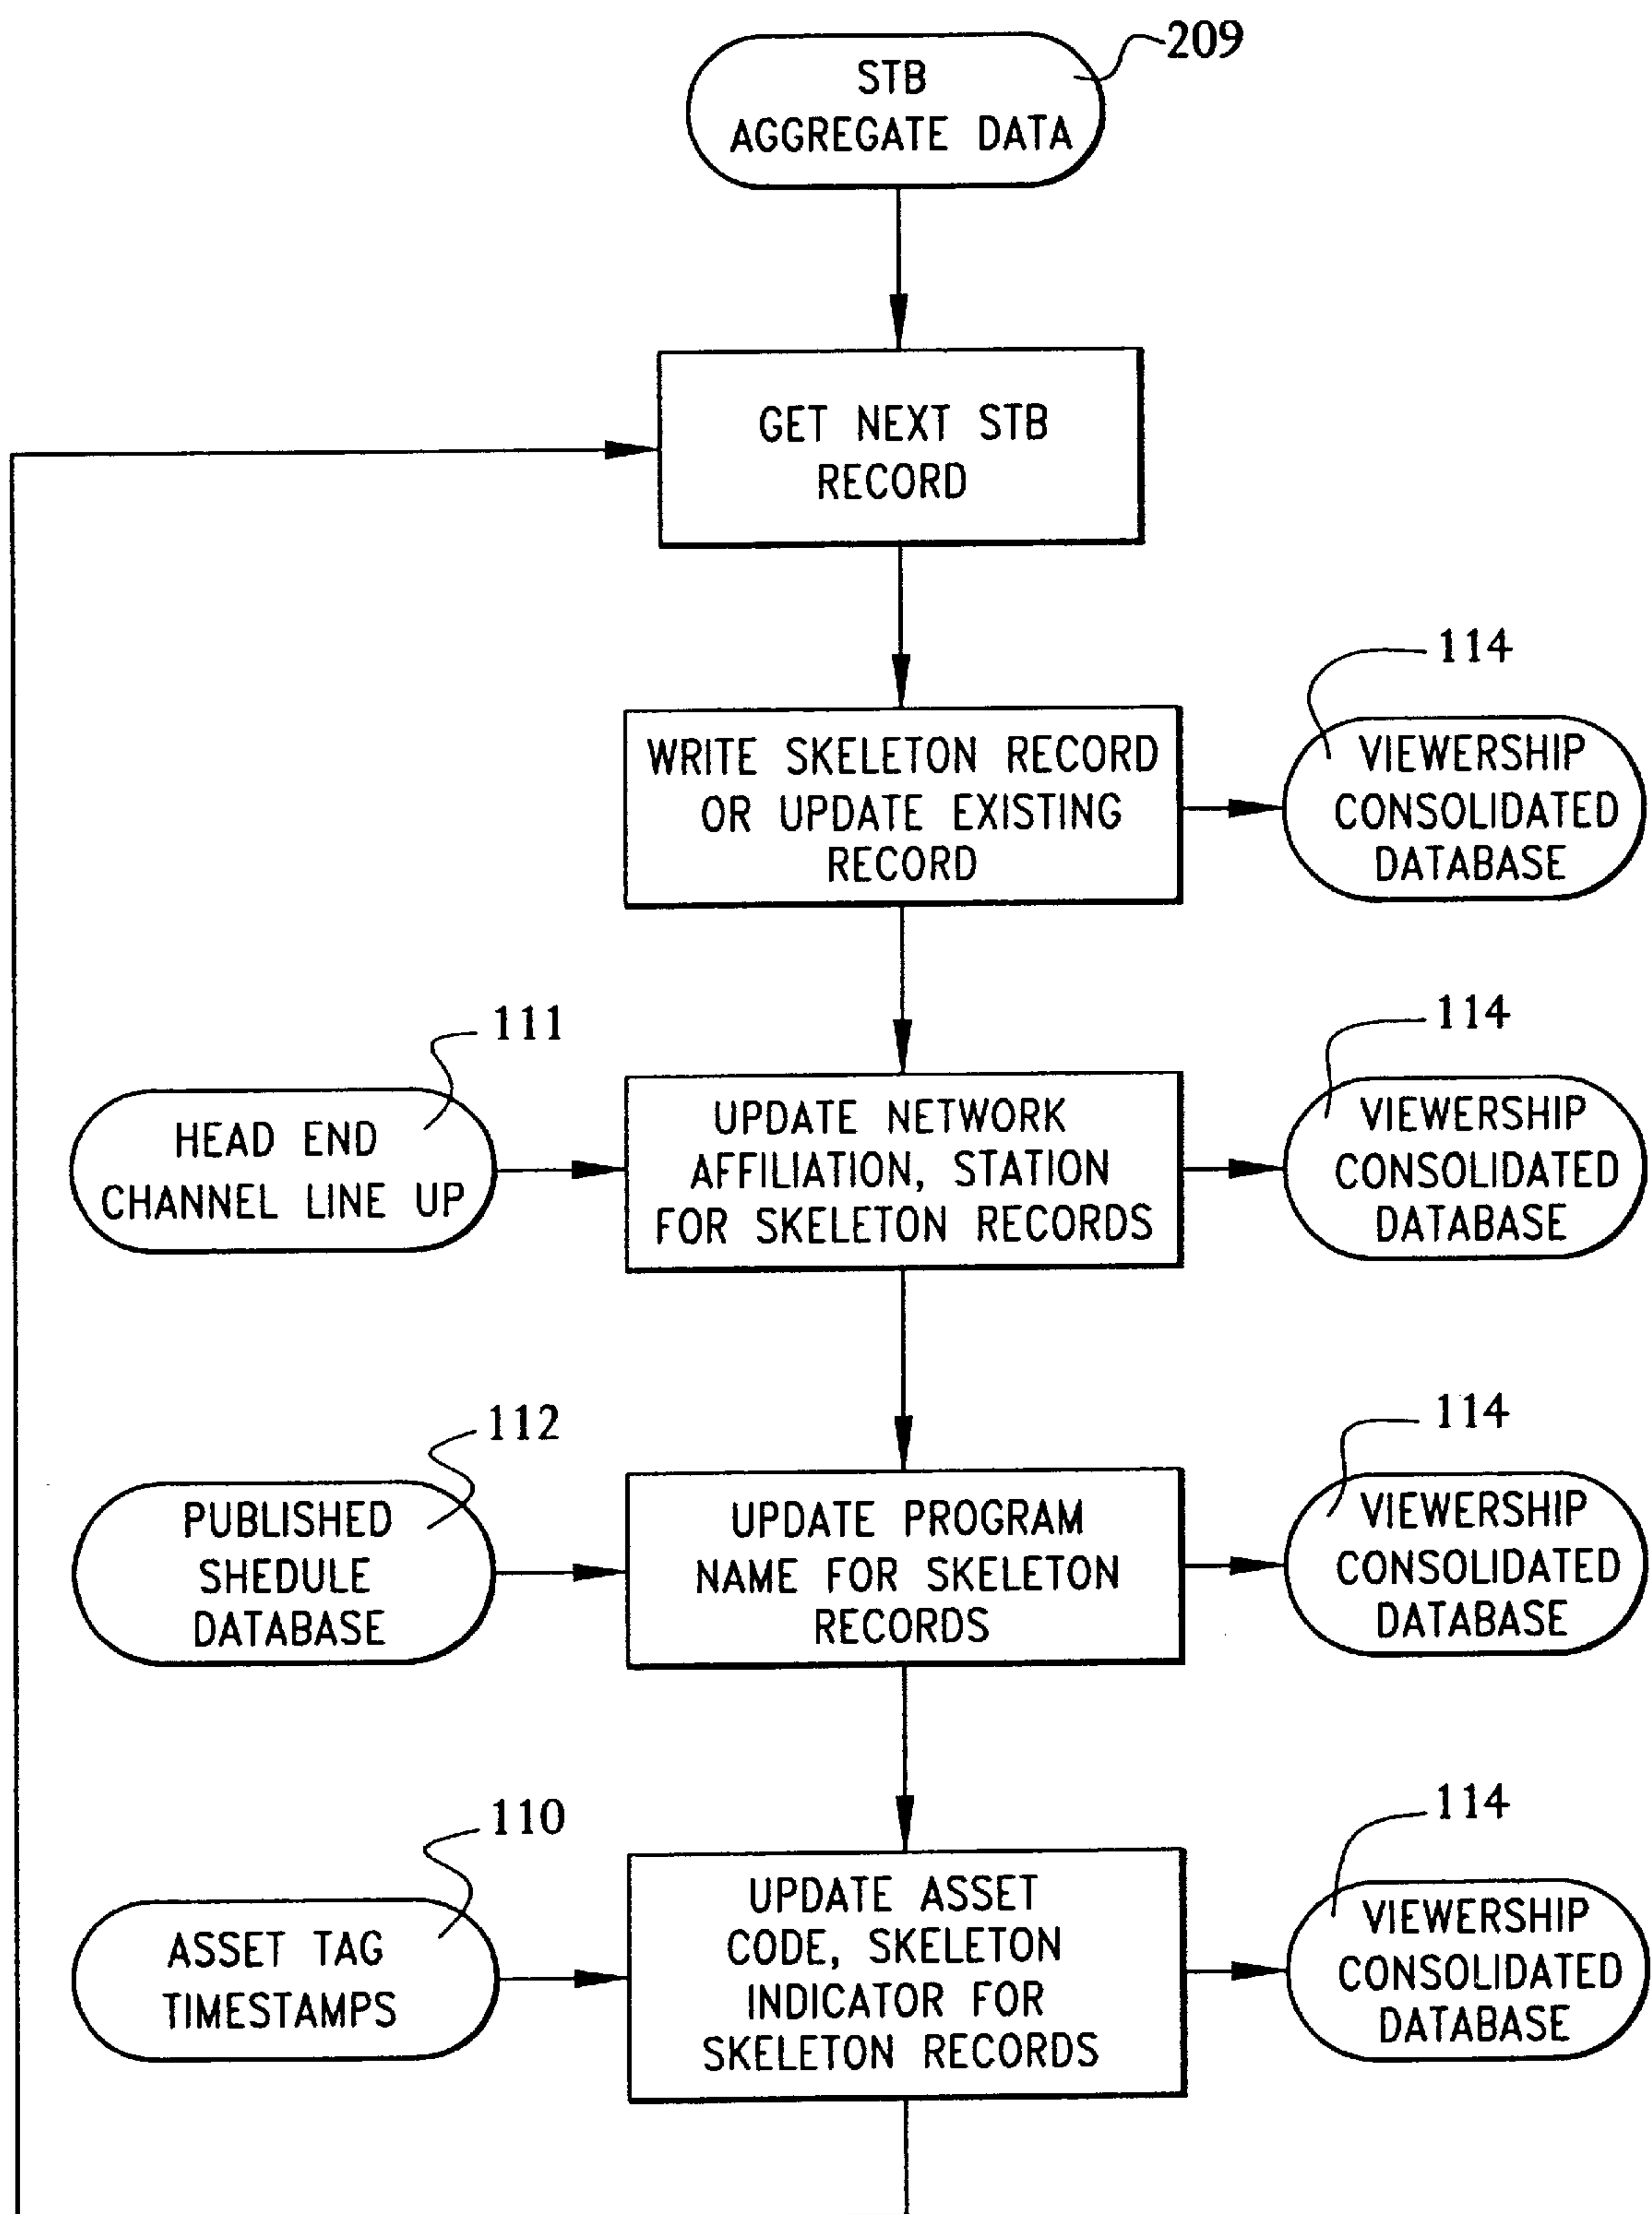 209
STB
AGGREGATE DATA
GET NEXT STB
RECORD
114
WRITE SKELETON RECORD
OR UPDATE EXISTING
RECORD
VIEWERSHIP
CONSOLIDATED
DATABASE
111
114
HEAD END
CHANNEL LINE UP
UPDATE NETWORK
AFFILIATION, STATION
FOR SKELETON RECORDS
VIEWERSHIP
CONSOLIDATED
DATABASE
112
114
PUBLISHED
SHEDULE
DATABASE
UPDATE PROGRAM
NAME FOR SKELETON
RECORDS
VIEWERSHIP
CONSOLIDATED
DATABASE
110
114
ASSET TAG
TIMESTAMPS
UPDATE ASSET
CODE, SKELETON
INDICATOR FOR
SKELETON RECORDS
VIEWERSHIP
CONSOLIDATED
DATABASE